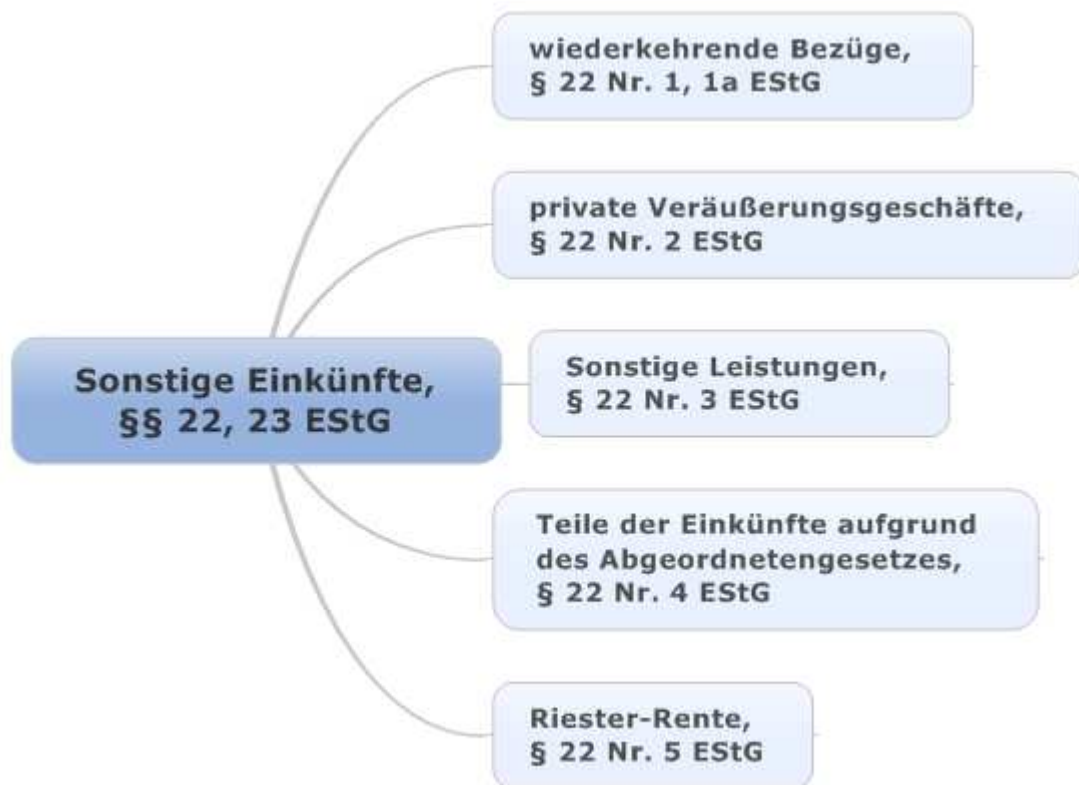 wiederkehrende Bezüge,
§ 22 Nr. 1, 1a EStG
private Veräußerungsgeschäfte,
§ 22 Nr. 2 EStG
Sonstige Einkünfte,
§§ 22, 23 EStG
Sonstige Leistungen,
§ 22 Nr. 3 EStG
Teile der Einkünfte aufgrund
des Abgeordnetengesetzes,
§ 22 Nr. 4 EStG
Riester-Rente,
§ 22 Nr. 5 EStG